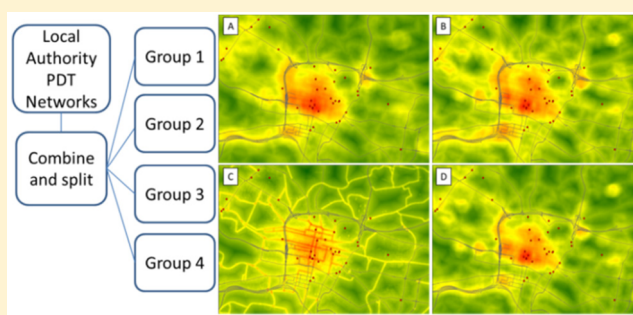 Local
Authority
PDT
Networks
Combine
and split
Group 1
Group 2
Group 3
Group 4
A
B
C
D